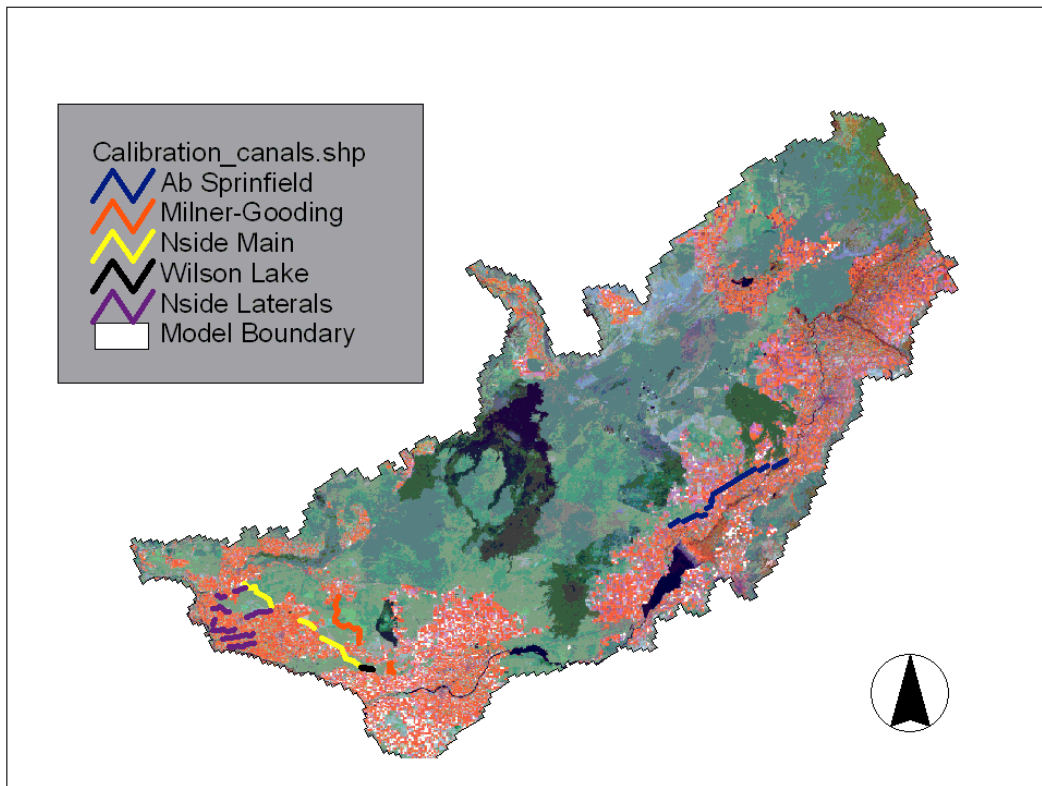 Calibration_canals.shp
Ab Sprinfield
Milner-Gooding
Nside Main
Wilson Lake
Nside Laterals
Model Boundary